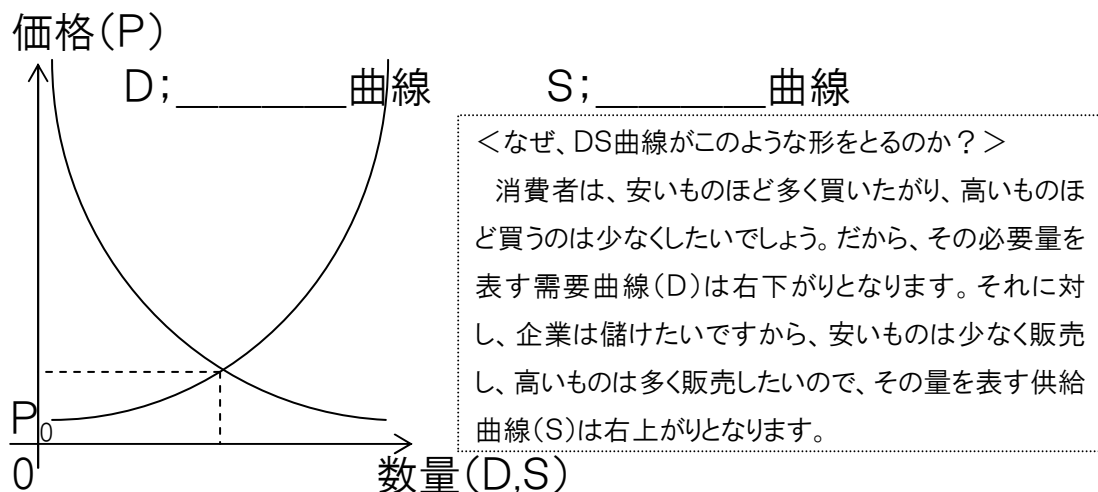 価格(P)
D;________曲線　　S;________曲線
＜なぜ、DS曲線がこのような形をとるのか？＞
　消費者は、安いものほど多く買いたがり、高いものほ
ど買うのは少なくしたいでしょう。だから、その必要量を
表す需要曲線(D)は右下がりとなります。それに対
し、企業は儲けたいですから、安いものは少なく販売
し、高いものは多く販売したいので、その量を表す供給
曲線(S)は右上がりとなります。
P₀
0
数量(D,S)